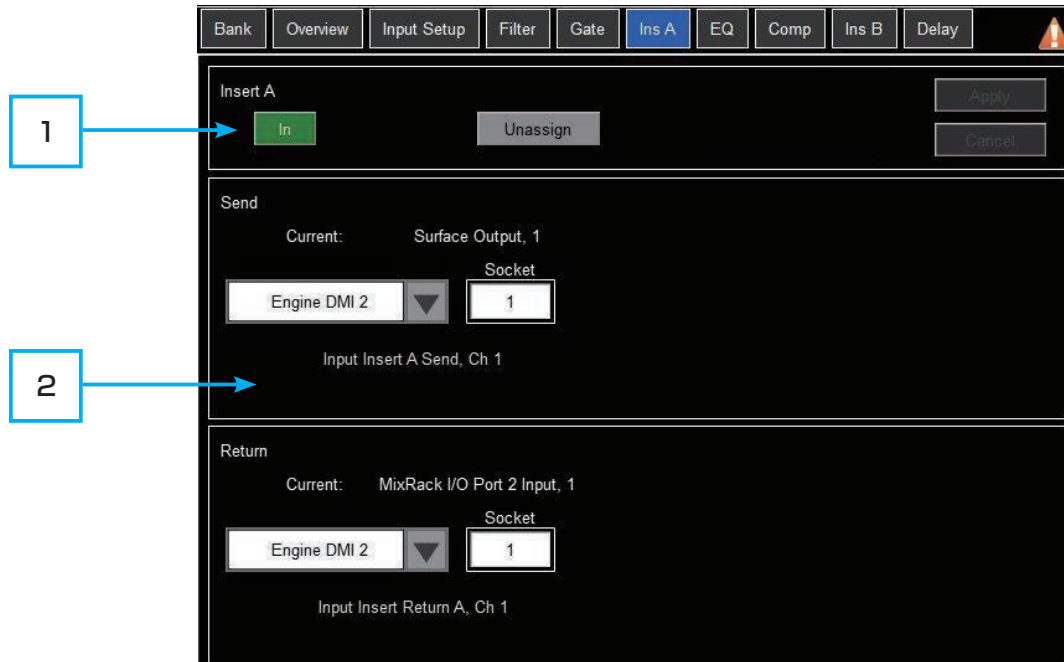 Bank Overview Input Setup Filter Gate Ins A EQ Comp Ins B Delay
Insert A
Apply
1
In Unassign
Cancel
Send
Current: Surface Output, 1
Socket
Engine DMI 2 1
Input Insert A Send, Ch 1
2
Return
Current: MixRack I/O Port 2 Input, 1
Socket
Engine DMI 2 1
Input Insert Return A, Ch 1